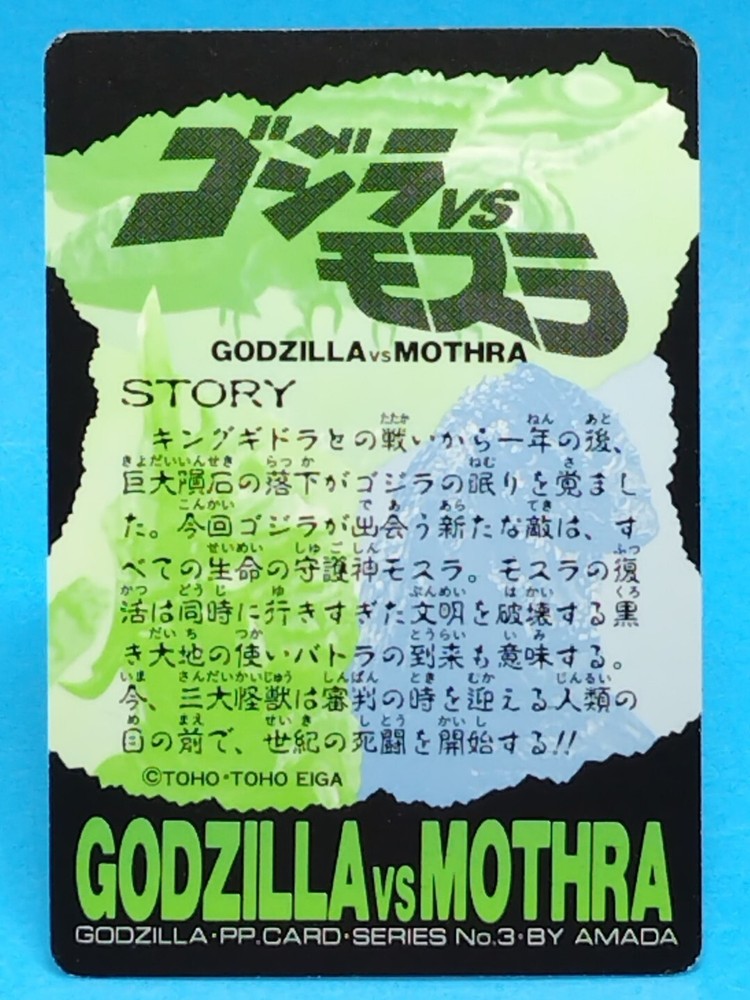 ゴジラvs
モスラ
GODZILLA vs MOTHRA
STORY
キングギドラとの戦いから一年の後、
巨大隕石の落下がゴジラの眠りを覚まし
た。今回ゴジラが出会う新たな敵は、す
べての生命の守護神モスラ。モスラの復
活は同時に行きすぎた文明を破壊する黒
き大地の使いバトラの到来も意味する。
今、三大怪獣は審判の時を迎える人類の
目の前で、世紀の死闘を開始する!!
©TOHO・TOHO EIGA
GODZILLA vs MOTHRA
GODZILLA・PP.CARD・SERIES No.3・BY AMADA